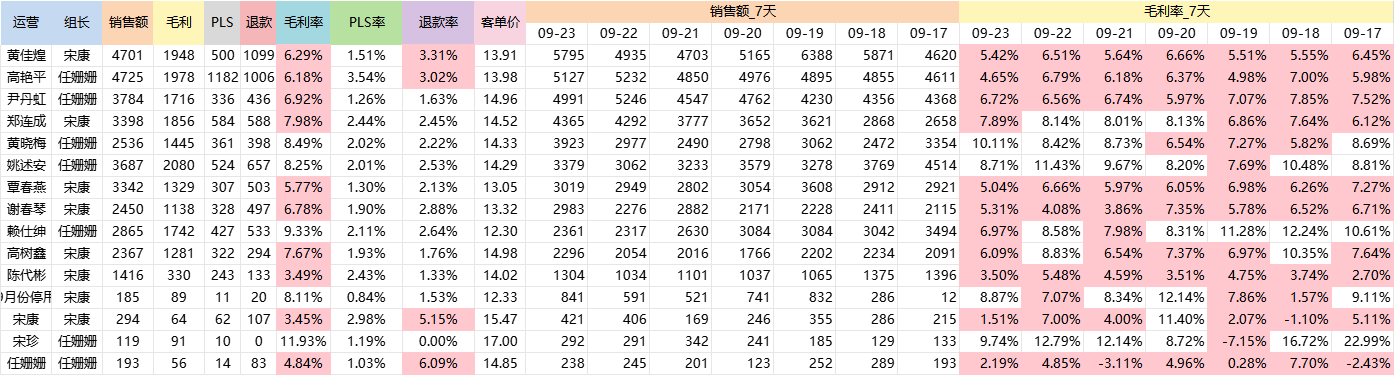 运营 组长 销售额 毛利 PLS 退款 毛利率 PLS率 退款率 客单价 销售额_7天 毛利率_7天
09-23 09-22 09-21 09-20 09-19 09-18 09-17 09-23 09-22 09-21 09-20 09-19 09-18 09-17
黄佳煌 宋康 4701 1948 500 1099 6.29% 1.51% 3.31% 13.91 5795 4935 4703 5165 6388 5871 4620 5.42% 6.51% 5.64% 6.66% 5.51% 5.55% 6.45%
高艳平 任姗姗 4725 1978 1182 1006 6.18% 3.54% 3.02% 13.98 5127 5232 4850 4976 4896 4855 4611 4.65% 6.79% 6.18% 6.37% 4.98% 7.00% 5.98%
尹丹虹 任姗姗 3784 1716 336 436 6.92% 1.26% 1.63% 14.96 4991 5246 4547 4762 4230 4356 4368 6.72% 6.56% 6.74% 5.97% 7.07% 7.85% 7.52%
郑连成 宋康 3398 1856 584 588 7.98% 2.44% 2.45% 14.52 4365 4292 3777 3652 3621 2868 2658 7.89% 8.14% 8.01% 8.13% 6.86% 7.64% 6.12%
黄晓梅 任姗姗 2536 1445 361 398 8.49% 2.02% 2.22% 14.33 3923 2977 2490 2798 3062 2472 3354 10.11% 8.42% 8.73% 6.54% 7.27% 5.82% 8.69%
姚述安 任姗姗 3687 2080 524 657 8.25% 2.01% 2.53% 14.29 3379 3062 3233 3579 3278 3769 4514 8.71% 11.43% 9.67% 8.20% 7.69% 10.48% 8.81%
覃春燕 宋康 3342 1329 307 503 5.77% 1.30% 2.13% 13.05 3019 2949 2802 3054 3608 2912 2921 5.04% 6.66% 5.97% 6.05% 6.98% 6.26% 7.27%
谢春琴 宋康 2450 1138 328 497 6.78% 1.90% 2.88% 13.32 2983 2276 2882 2171 2228 2411 2115 5.31% 4.08% 3.86% 7.35% 5.78% 6.52% 6.71%
赖仕绅 任姗姗 2865 1742 427 533 9.33% 2.11% 2.64% 12.30 2361 2317 2630 3084 3084 3042 3494 6.97% 8.58% 7.98% 8.31% 11.28% 12.24% 10.61%
高树鑫 宋康 2367 1281 322 294 7.67% 1.93% 1.76% 14.98 2296 2054 2016 1766 2202 2234 2091 6.09% 8.83% 6.54% 7.37% 6.97% 10.35% 7.64%
陈代彬 宋康 1416 330 243 133 3.49% 2.43% 1.33% 14.02 1304 1034 1101 1037 1065 1375 1396 3.50% 5.48% 4.59% 3.51% 4.75% 3.74% 2.70%
月份停 宋康 185 89 11 20 8.11% 0.84% 1.53% 12.33 841 591 521 741 832 286 12 8.87% 7.07% 8.34% 12.14% 7.86% 1.57% 9.11%
宋康 宋康 294 64 62 107 3.45% 2.98% 5.15% 15.47 421 406 169 246 355 286 215 1.51% 7.00% 4.00% 11.40% 2.07% -1.10% 5.11%
宋珍 任姗姗 119 91 10 0 11.93% 1.19% 0.00% 17.00 292 291 342 241 185 129 133 9.74% 12.79% 12.14% 8.72% -7.15% 16.72% 22.99%
任姗姗 任姗姗 193 56 14 83 4.84% 1.03% 6.09% 14.85 238 245 201 123 252 289 193 2.19% 4.85% -3.11% 4.96% 0.28% 7.70% -2.43%